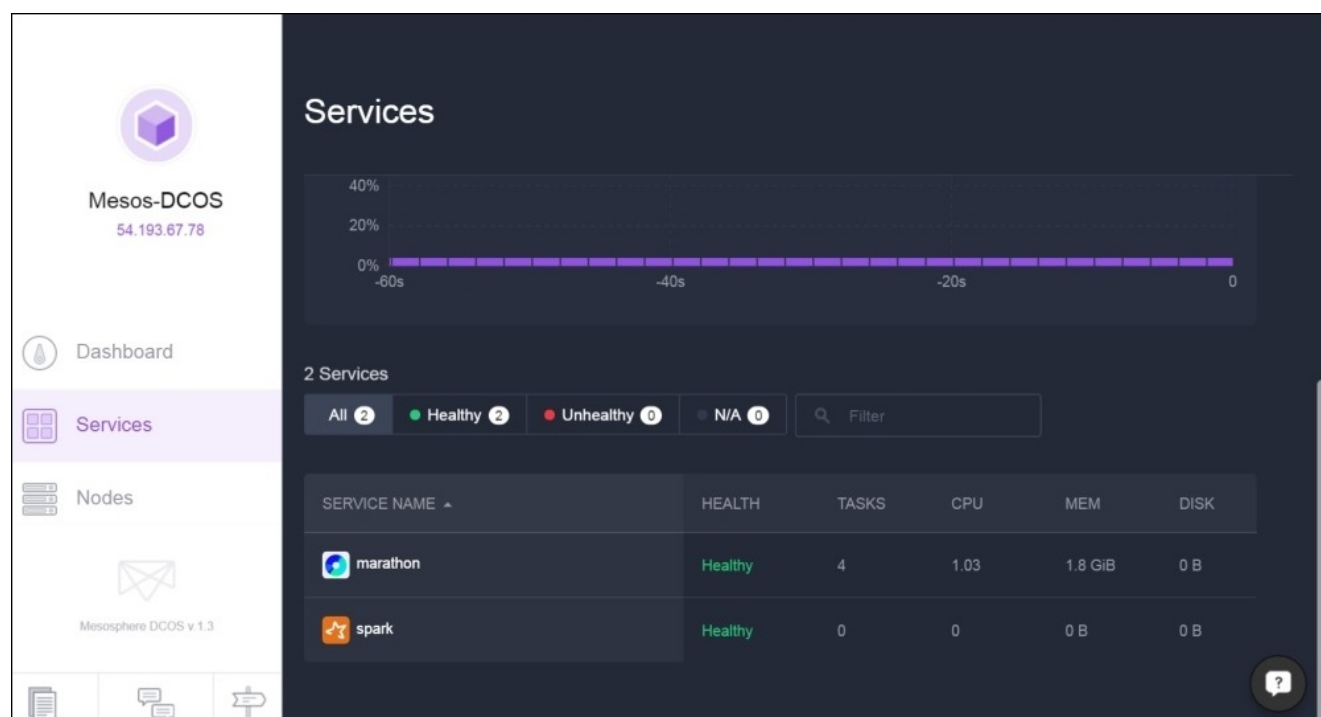 Mesos-DCOS
54.193.67.78
Dashboard
Services
Nodes
Mesosphere DCOS v.1.3
Services
40%
20%
0%
-60s -40s -20s 0
2 Services
All 2 Healthy 2 Unhealthy 0 N/A 0 Filter
SERVICE NAME HEALTH TASKS CPU MEM DISK
marathon Healthy 4 1.03 1.8 GiB 0 B
spark Healthy 0 0 0 B 0 B
?